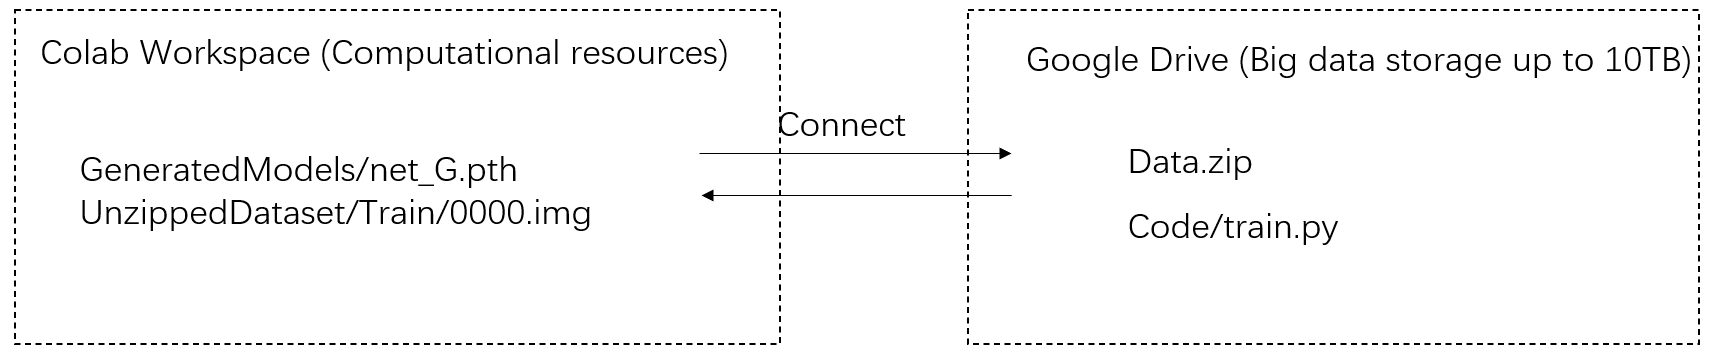 Colab Workspace (Computational resources)
GeneratedModels/net_G.pth
UnzippedDataset/Train/0000.img
Connect
Google Drive (Big data storage up to 10TB)
Data.zip
Code/train.py